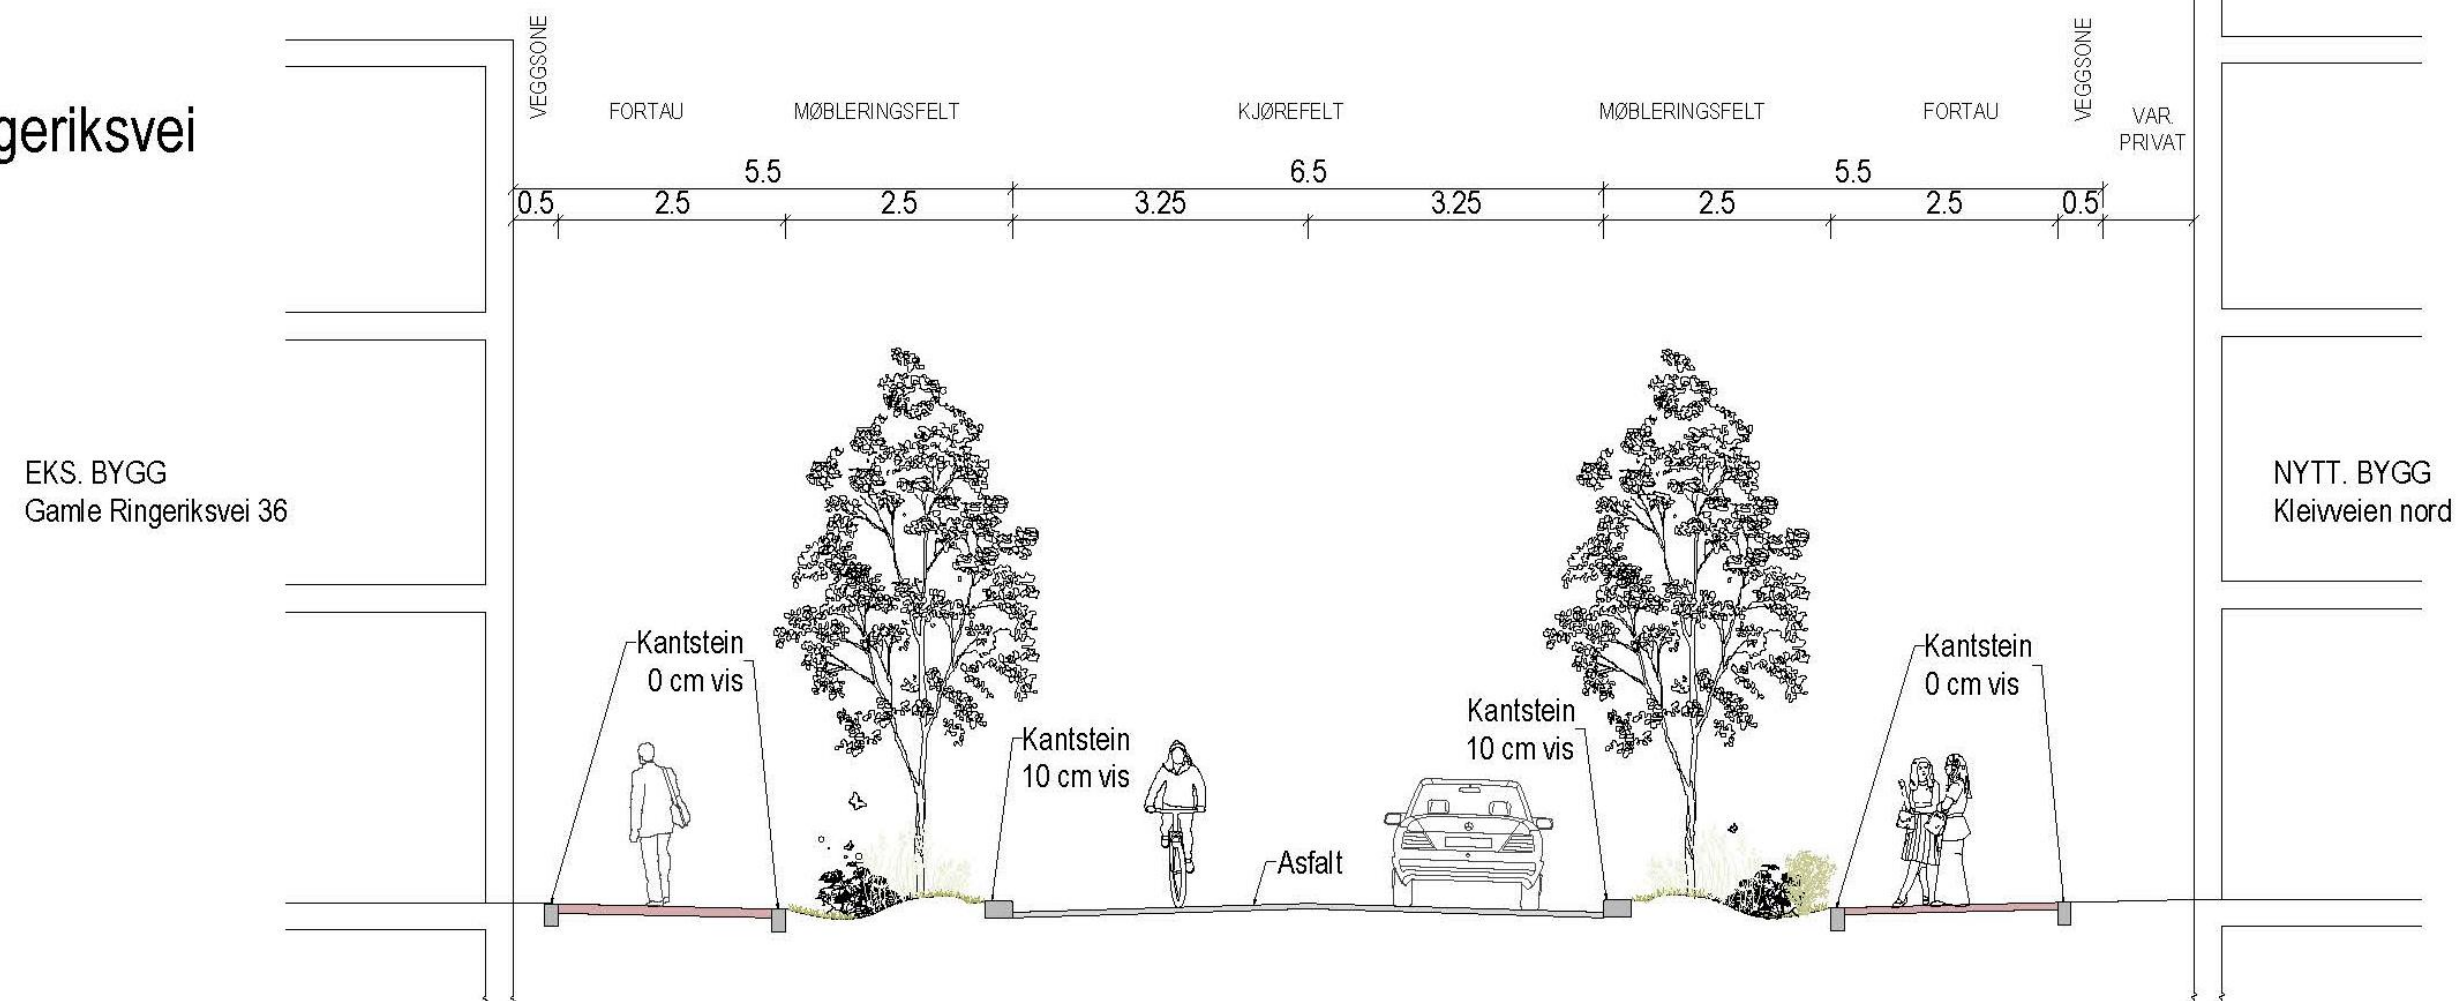 geriksvei
VEGGSONE
FORTAU
MØBLERINGSFELT
KJØREFELT
MØBLERINGSFELT
FORTAU
VEGGSONE
VAR.
PRIVAT
5.5
6.5
5.5
0.5
2.5
2.5
3.25
3.25
2.5
2.5
0.5
EKS. BYGG
Gamle Ringeriksvei 36
NYTT. BYGG
Kleivveien nord
Kantstein
0 cm vis
Kantstein
10 cm vis
Asfalt
Kantstein
10 cm vis
Kantstein
0 cm vis